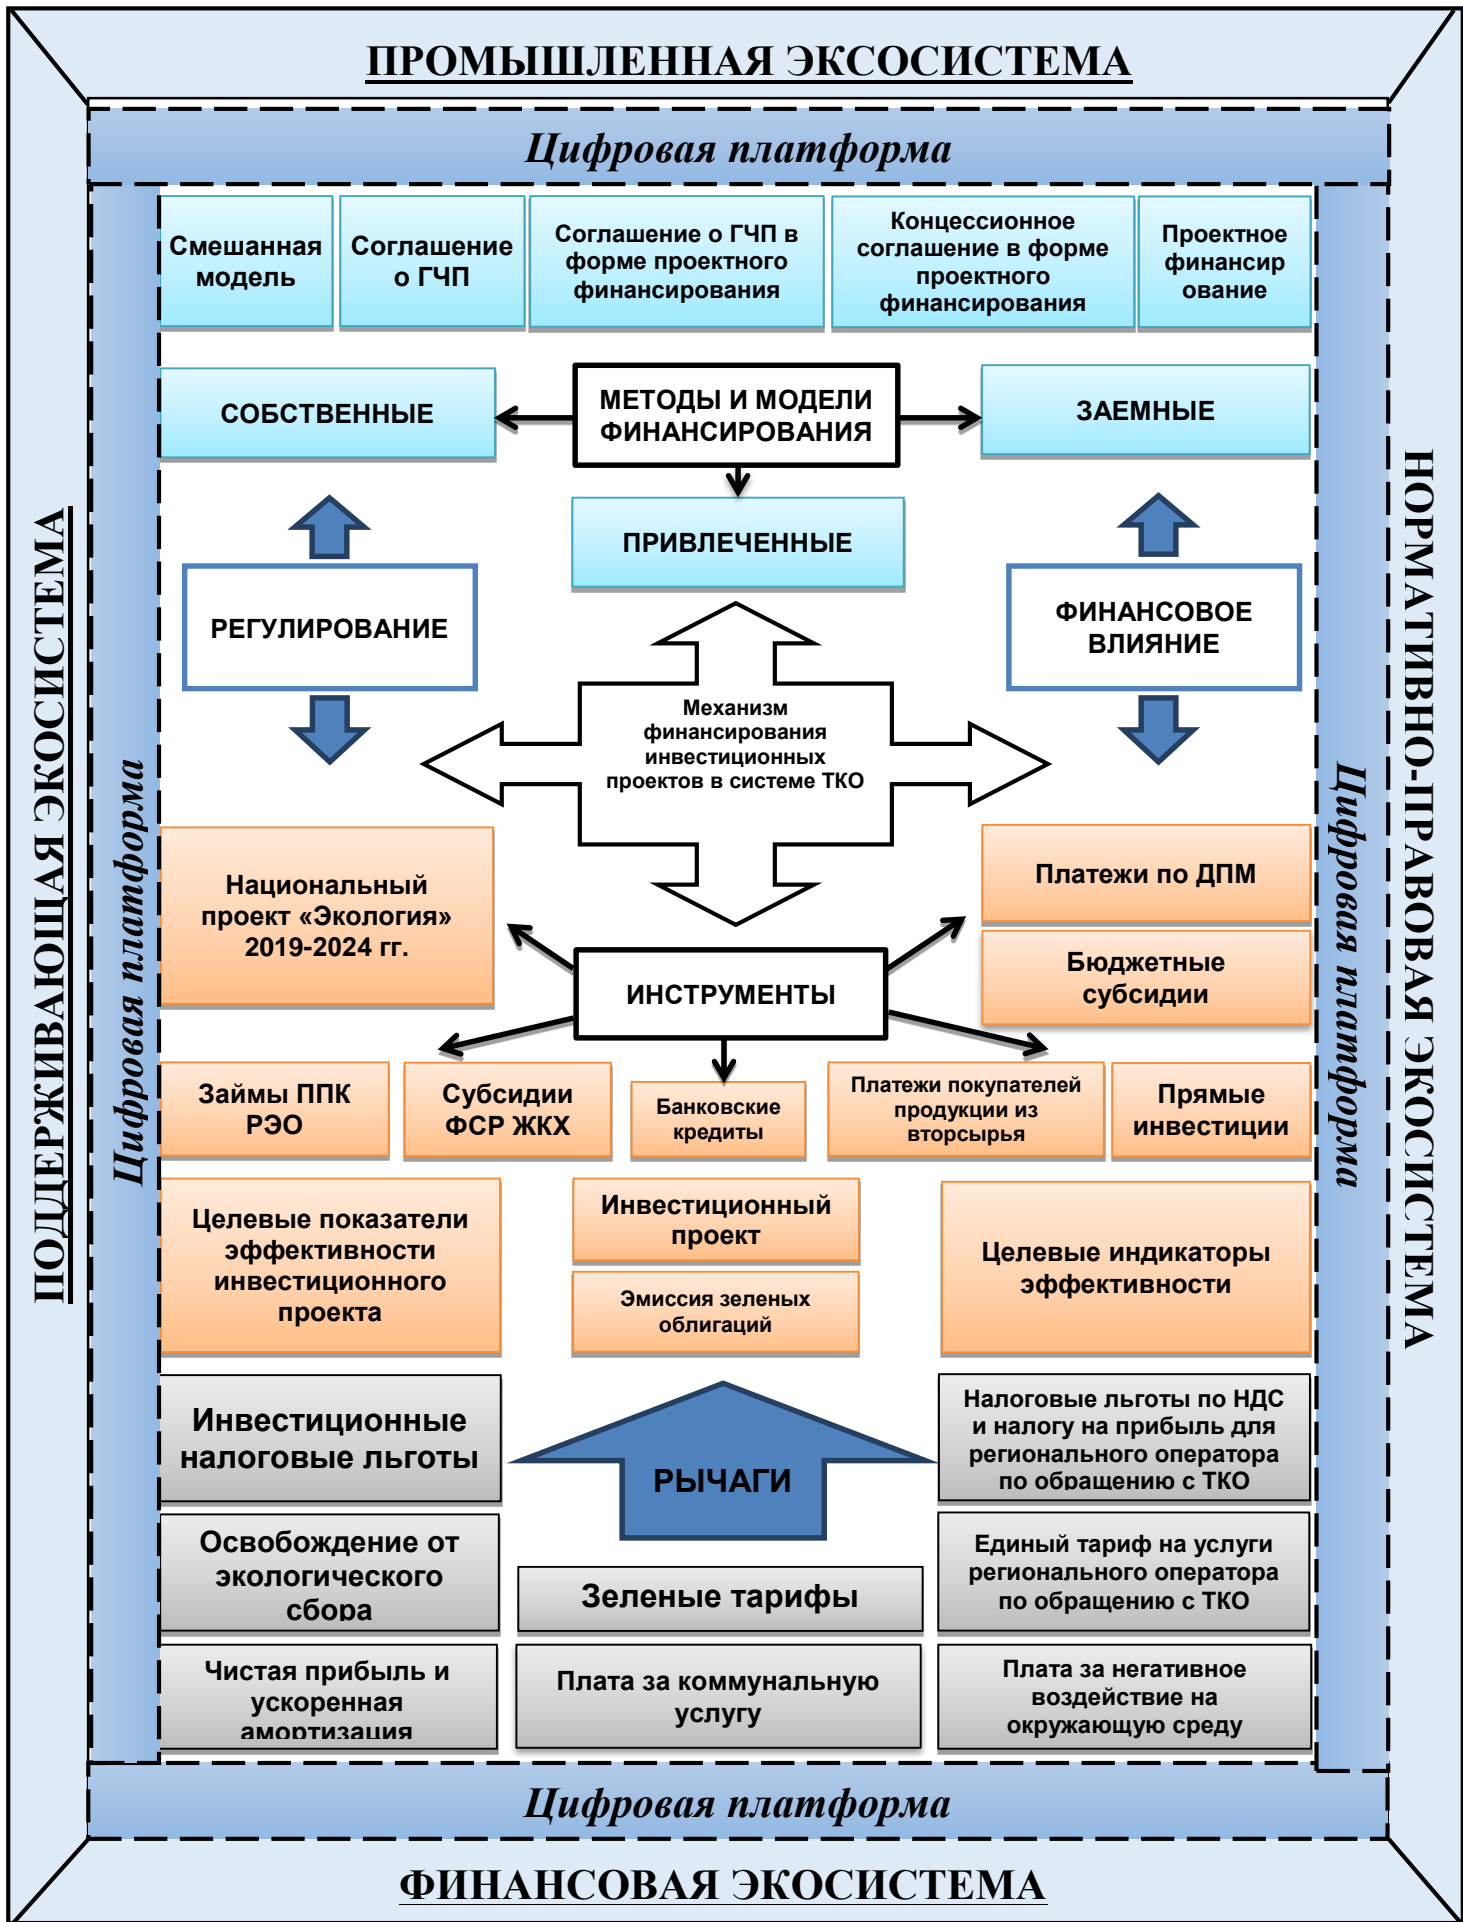 ПРОМЫШЛЕННАЯ ЭКСОСИСТЕМА
Цифровая платформа
Смешанная
модель
Соглашение
о ГЧП
Соглашение о ГЧП в
форме проектного
финансирования
Концессионное
соглашение в форме
проектного
финансирования
Проектное
финансир
ование
СОБСТВЕННЫЕ
МЕТОДЫ И МОДЕЛИ
ФИНАНСИРОВАНИЯ
ЗАЕМНЫЕ
ПРИВЛЕЧЕННЫЕ
РЕГУЛИРОВАНИЕ
ФИНАНСОВОЕ
ВЛИЯНИЕ
Механизм
финансирования
инвестиционных
проектов в системе ТКО
ПОДДЕРЖИВАЮЩАЯ ЭКОСИСТЕМА
Цифровая платформа
Цифровая платформа
НОРМАТИВНО-ПРАВОВАЯ ЭКОСИСТЕМА
Национальный
проект «Экология»
2019-2024 гг.
Платежи по ДПМ
Бюджетные
субсидии
ИНСТРУМЕНТЫ
Займы ППК
РЭО
Субсидии
ФСР ЖКХ
Банковские
кредиты
Платежи покупателей
продукции из
вторсырья
Прямые
инвестиции
Целевые показатели
эффективности
инвестиционного
проекта
Инвестиционный
проект
Эмиссия зеленых
облигаций
Целевые индикаторы
эффективности
Инвестиционные
налоговые льготы
РЫЧАГИ
Налоговые льготы по НДС
и налогу на прибыль для
регионального оператора
по обращению с ТКО
Освобождение от
экологического
сбора
Зеленые тарифы
Единый тариф на услуги
регионального оператора
по обращению с ТКО
Чистая прибыль и
ускоренная
амортизация
Плата за коммунальную
услугу
Плата за негативное
воздействие на
окружающую среду
Цифровая платформа
ФИНАНСОВАЯ ЭКОСИСТЕМА